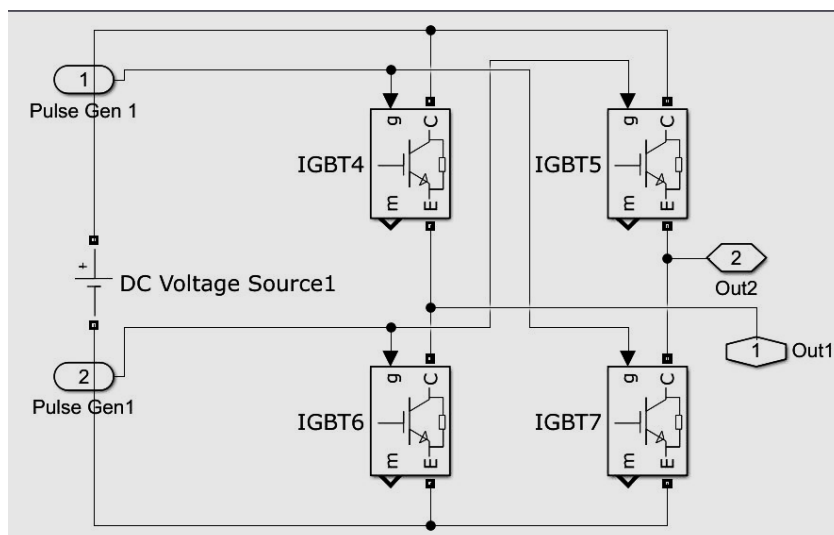 1
Pulse Gen 1
g
C
IGBT4
m
E
g
C
IGBT5
m
E
+
DC Voltage Source1
2
Out2
1
Out1
2
Pulse Gen1
g
C
IGBT6
m
E
g
C
IGBT7
m
E